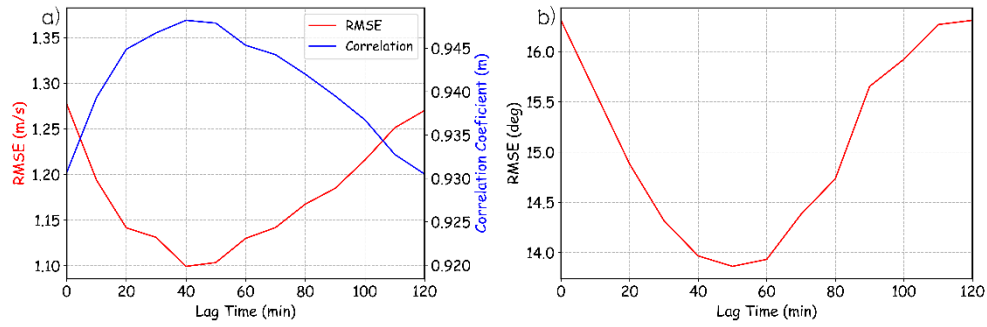 a)
RMSE
Correlation
1.35
1.30
1.25
1.20
1.15
1.10
RMSE (m/s)
0.945
0.940
0.935
0.930
0.925
0.920
Correlation Coeficient (m)
0 20 40 60 80 100 120
Lag Time (min)
b)
16.0
15.5
15.0
14.5
14.0
RMSE (deg)
0 20 40 60 80 100 120
Lag Time (min)